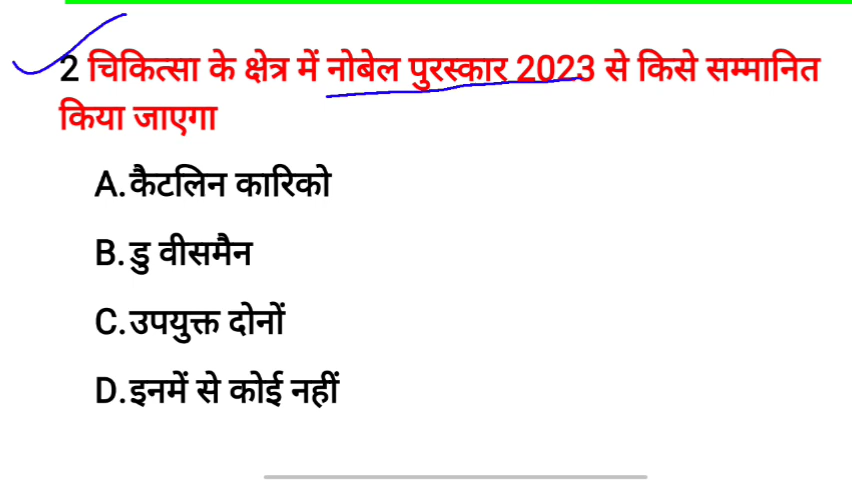 2 चिकित्सा के क्षेत्र में नोबेल पुरस्कार 2023 से किसे सम्मानित
किया जाएगा
A.कैटलिन कारिको
B.डु वीसमैन
C.उपयुक्त दोनों
D.इनमें से कोई नहीं